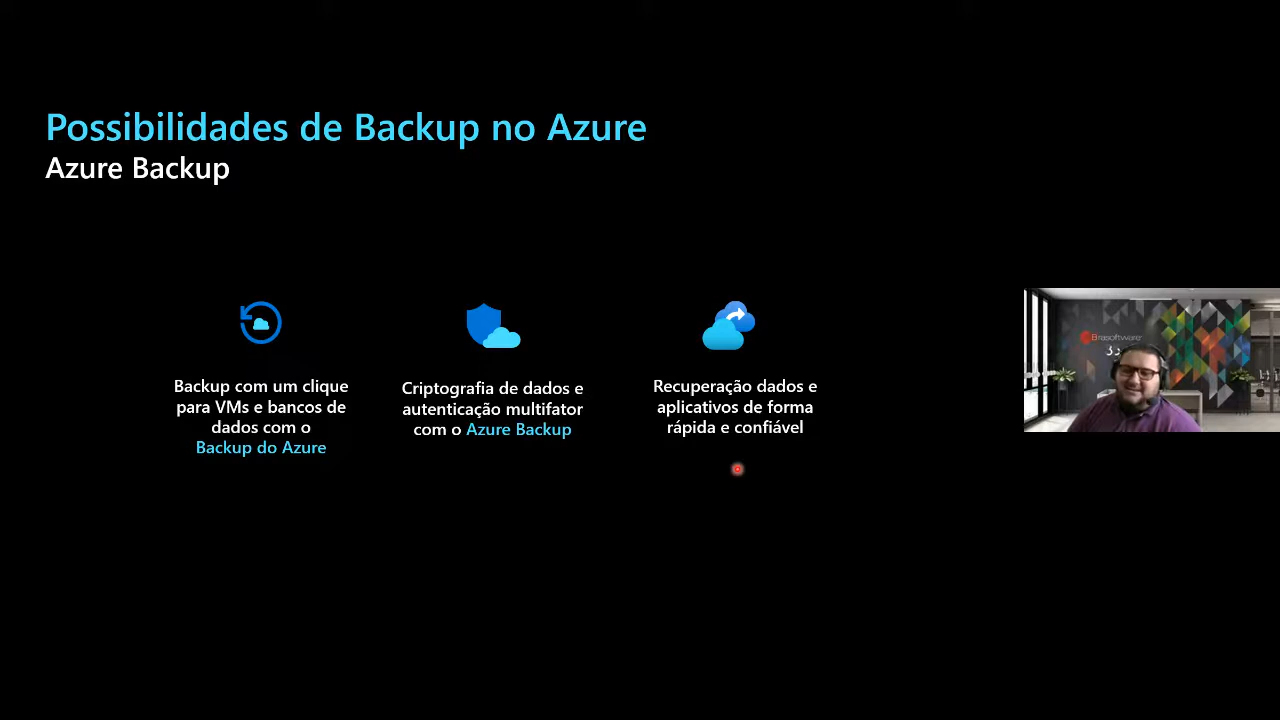 Possibilidades de Backup no Azure
Azure Backup
Backup com um clique
para VMs e bancos de
dados com o
Backup do Azure
Criptografia de dados e
autenticação multifator
com o Azure Backup
Recuperação dados e
aplicativos de forma
rápida e confiável
Brasoftware